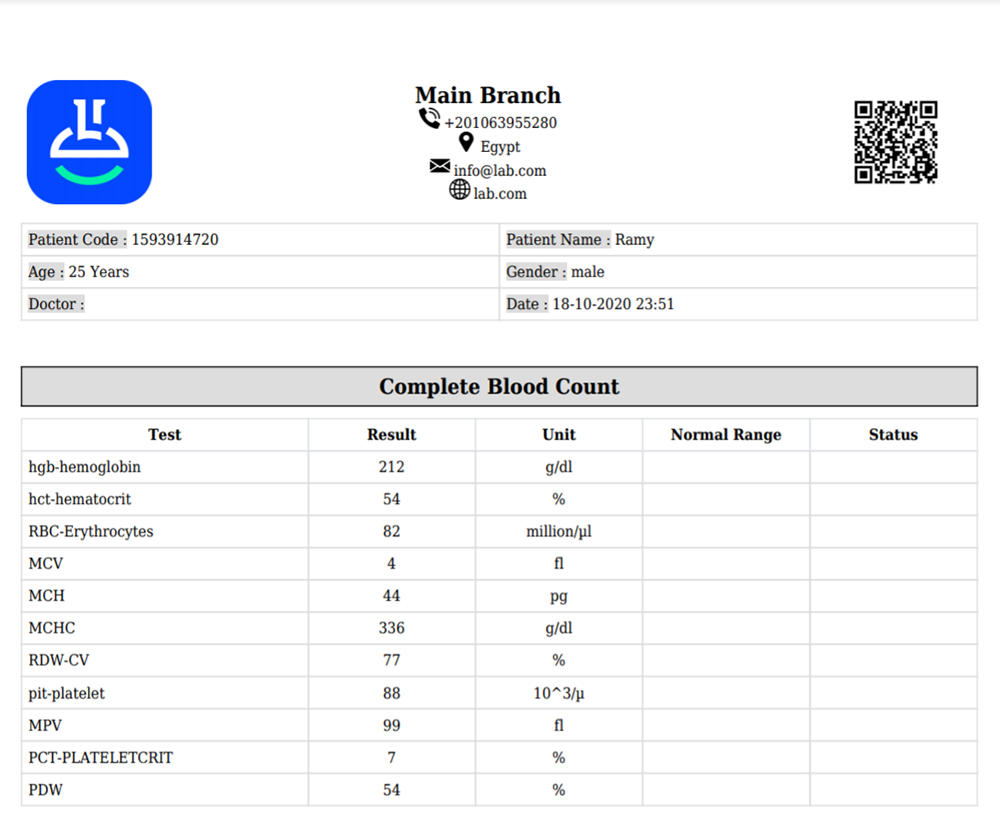 Main Branch
+201063955280
Egypt
info@lab.com
lab.com
Patient Code : 1593914720 Patient Name : Ramy
Age : 25 Years Gender : male
Doctor : Date : 18-10-2020 23:51
Complete Blood Count
Test Result Unit Normal Range Status
hgb-hemoglobin 212 g/dl
hct-hematocrit 54 %
RBC-Erythrocytes 82 million/µl
MCV 4 fl
MCH 44 pg
MCHC 336 g/dl
RDW-CV 77 %
pit-platelet 88 10^3/µ
MPV 99 fl
PCT-PLATELETCRIT 7 %
PDW 54 %